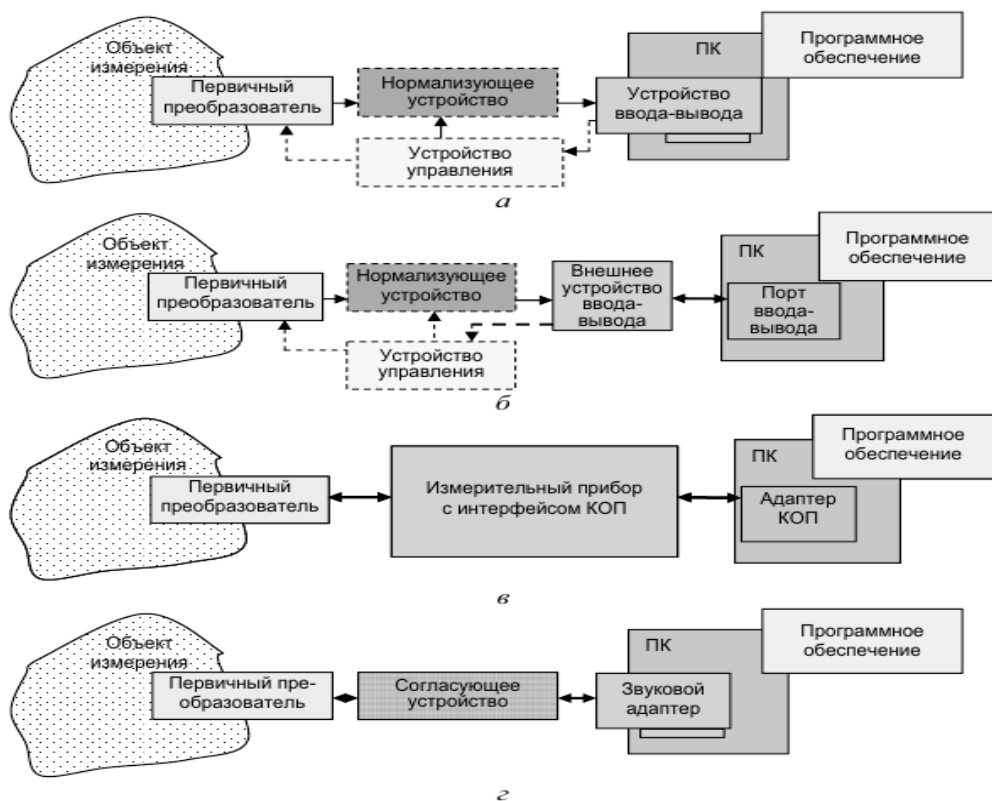 Объект
измерения
Первичный
преобразователь
Нормализующее
устройство
Устройство
управления
ПК
Устройство
ввода-вывода
Программное
обеспечение
а
Объект
измерения
Первичный
преобразователь
Нормализующее
устройство
Устройство
управления
Внешнее
устройство
ввода-
вывода
ПК
Порт
ввода-
вывода
Программное
обеспечение
б
Объект
измерения
Первичный
преобразователь
Измерительный прибор
с интерфейсом КОП
ПК
Адаптер
КОП
Программное
обеспечение
в
Объект
измерения
Первичный пре-
образователь
Согласующее
устройство
ПК
Звуковой
адаптер
Программное
обеспечение
г